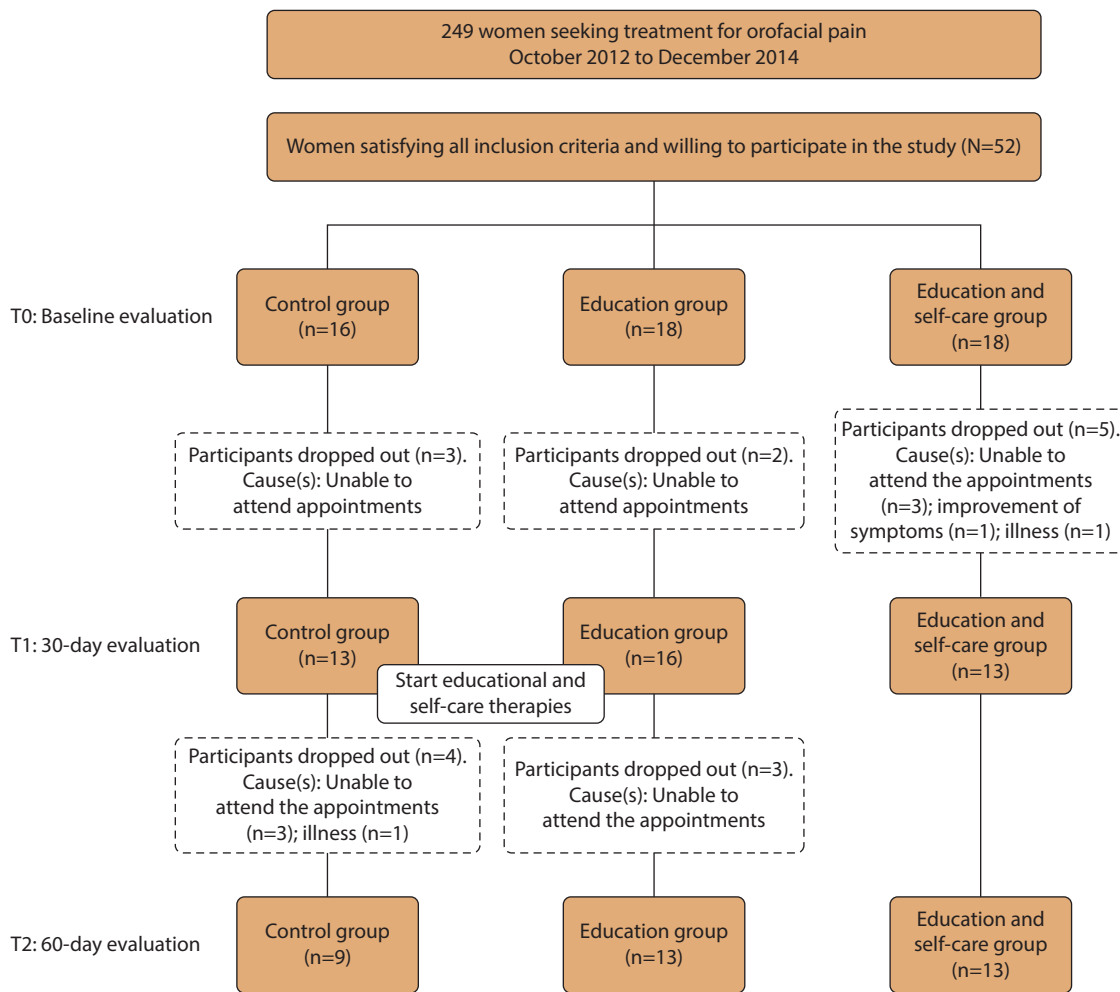 249 women seeking treatment for orofacial pain
October 2012 to December 2014
Women satisfying all inclusion criteria and willing to participate in the study (N=52)
T0: Baseline evaluation
Control group
(n=16)
Education group
(n=18)
Education and
self-care group
(n=18)
Participants dropped out (n=3).
Cause(s): Unable to
attend appointments
Participants dropped out (n=2).
Cause(s): Unable to
attend appointments
Participants dropped out (n=5).
Cause(s): Unable to
attend the appointments
(n=3); improvement of
symptoms (n=1); illness (n=1)
T1: 30-day evaluation
Control group
(n=13)
Education group
(n=16)
Education and
self-care group
(n=13)
Start educational and
self-care therapies
Participants dropped out (n=4).
Cause(s): Unable to
attend the appointments
(n=3); illness (n=1)
Participants dropped out (n=3).
Cause(s): Unable to
attend the appointments
T2: 60-day evaluation
Control group
(n=9)
Education group
(n=13)
Education and
self-care group
(n=13)